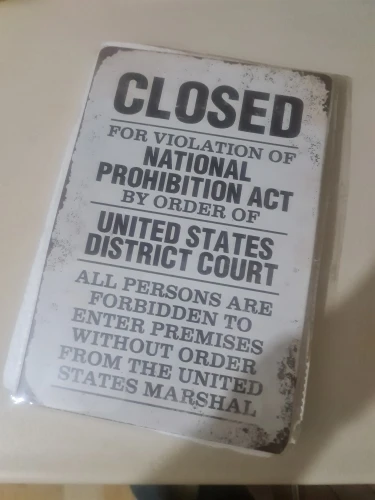 CLOSED
FOR VIOLATION OF
NATIONAL
PROHIBITION ACT
BY ORDER OF
UNITED STATES
DISTRICT COURT
ALL PERSONS ARE
FORBIDDEN TO
ENTER PREMISES
WITHOUT ORDER
FROM THE UNITED
STATES MARSHAL